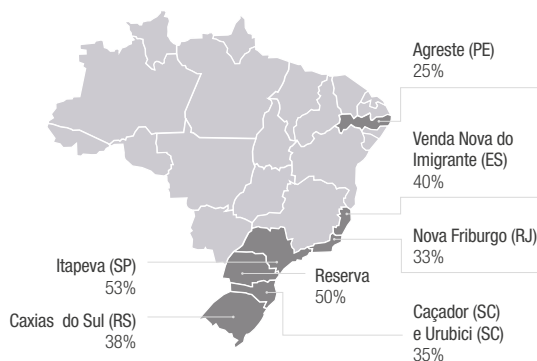 Agreste (PE)
25%
Venda Nova do
Imigrante (ES)
40%
Nova Friburgo (RJ)
33%
Itapeva (SP)
53%
Reserva
50%
Caxias do Sul (RS)
38%
Caçador (SC)
e Urubici (SC)
35%